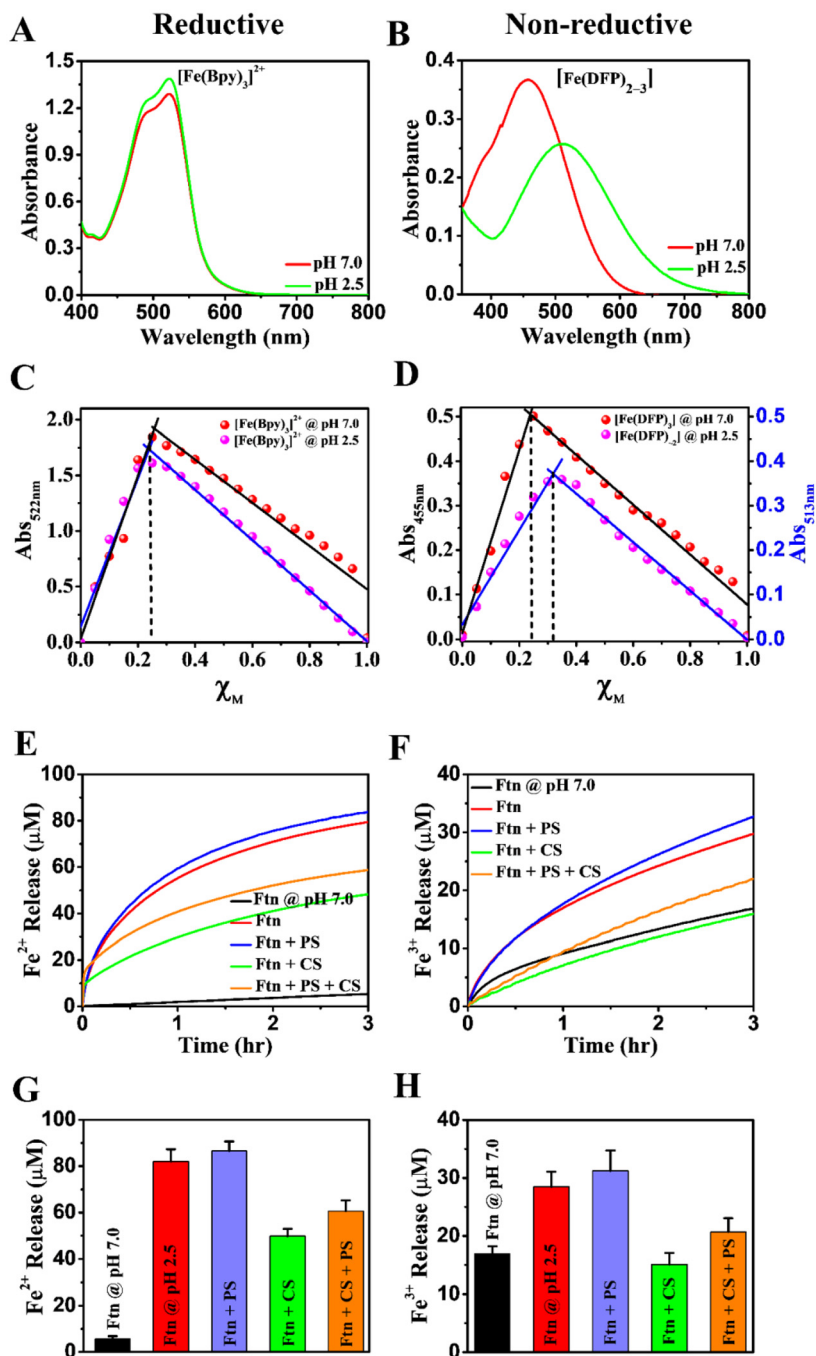 Reductive
Non-reductive
A
B
[Fe(Bpy)₃]²⁺
[Fe(DFP)₂₋₃]
Absorbance
1.5
1.2
0.9
0.6
0.3
0.0
pH 7.0
pH 2.5
400 500 600 700 800
Wavelength (nm)
Absorbance
0.4
0.3
0.2
0.1
0.0
pH 7.0
pH 2.5
400 500 600 700 800
Wavelength (nm)
C
D
[Fe(Bpy)₃]²⁺ @ pH 7.0
[Fe(Bpy)₃]²⁺ @ pH 2.5
Abs₅₂₂nm
2.0
1.5
1.0
0.5
0.0
0.0 0.2 0.4 0.6 0.8 1.0
χM
[Fe(DFP)₃] @ pH 7.0
[Fe(DFP)₋₂] @ pH 2.5
Abs₄₅₅nm
0.5
0.4
0.3
0.2
0.1
0.0
0.5
0.4
0.3
0.2
0.1
0.0
Abs₅₁₃nm
0.0 0.2 0.4 0.6 0.8 1.0
χM
E
F
Fe²⁺ Release (μM)
100
80
60
40
20
0
Ftn @ pH 7.0
Ftn
Ftn + PS
Ftn + CS
Ftn + PS + CS
0 1 2 3
Time (hr)
Fe³⁺ Release (μM)
40
30
20
10
0
Ftn @ pH 7.0
Ftn
Ftn + PS
Ftn + CS
Ftn + PS + CS
0 1 2 3
Time (hr)
G
H
Fe²⁺ Release (μM)
100
80
60
40
20
0
Ftn @ pH 7.0
Ftn @ pH 2.5
Ftn + PS
Ftn + CS
Ftn + CS + PS
Fe³⁺ Release (μM)
40
30
20
10
0
Ftn @ pH 7.0
Ftn @ pH 2.5
Ftn + PS
Ftn + CS
Ftn + CS + PS